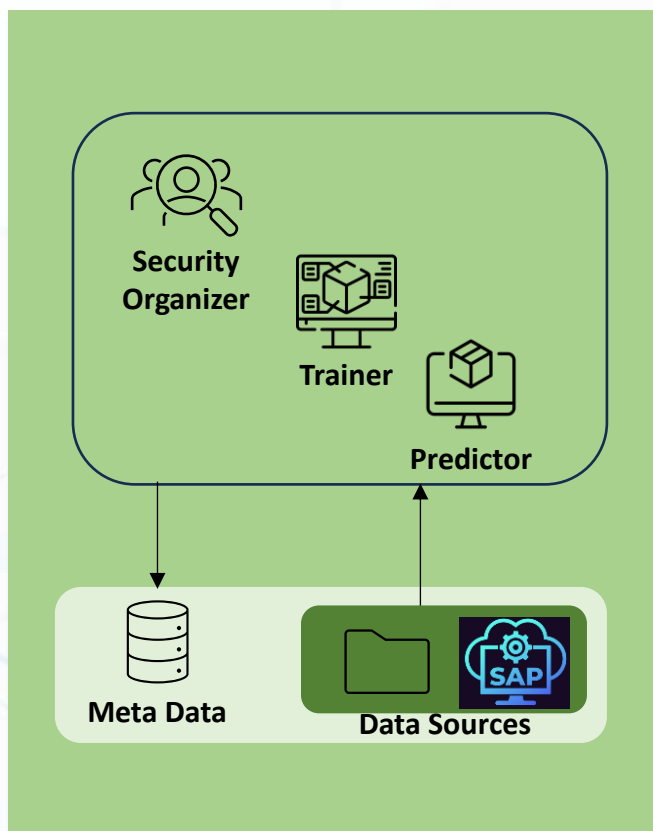 Security
Organizer
Trainer
Predictor
SAP
Meta Data
Data Sources